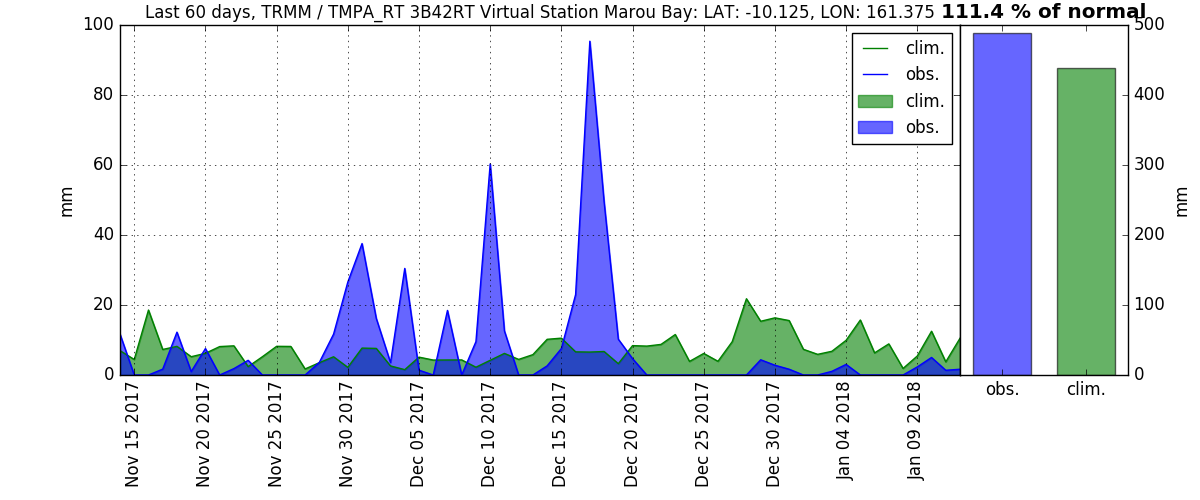 Last 60 days, TRMM / TMPA_RT 3B42RT Virtual Station Marou Bay: LAT: -10.125, LON: 161.375 111.4 % of normal
100
80
60
40
20
0
mm
clim.
obs.
clim.
obs.
500
400
300
200
100
0
mm
Nov 15 2017
Nov 20 2017
Nov 25 2017
Nov 30 2017
Dec 05 2017
Dec 10 2017
Dec 15 2017
Dec 20 2017
Dec 25 2017
Dec 30 2017
Jan 04 2018
Jan 09 2018
obs.
clim.